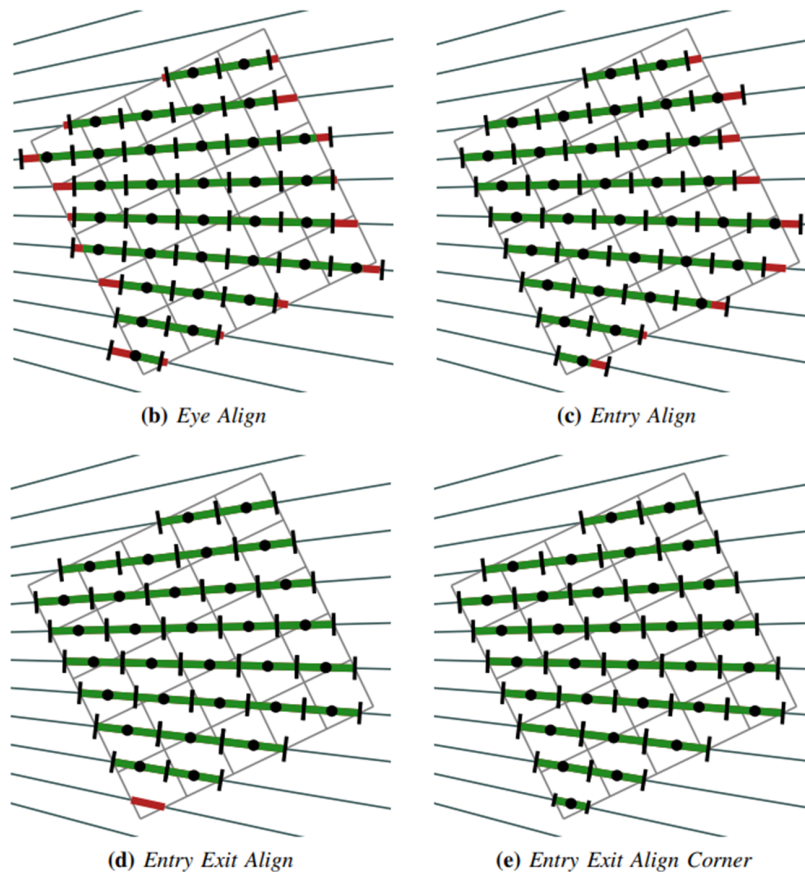 (b) Eye Align
(c) Entry Align
(d) Entry Exit Align
(e) Entry Exit Align Corner